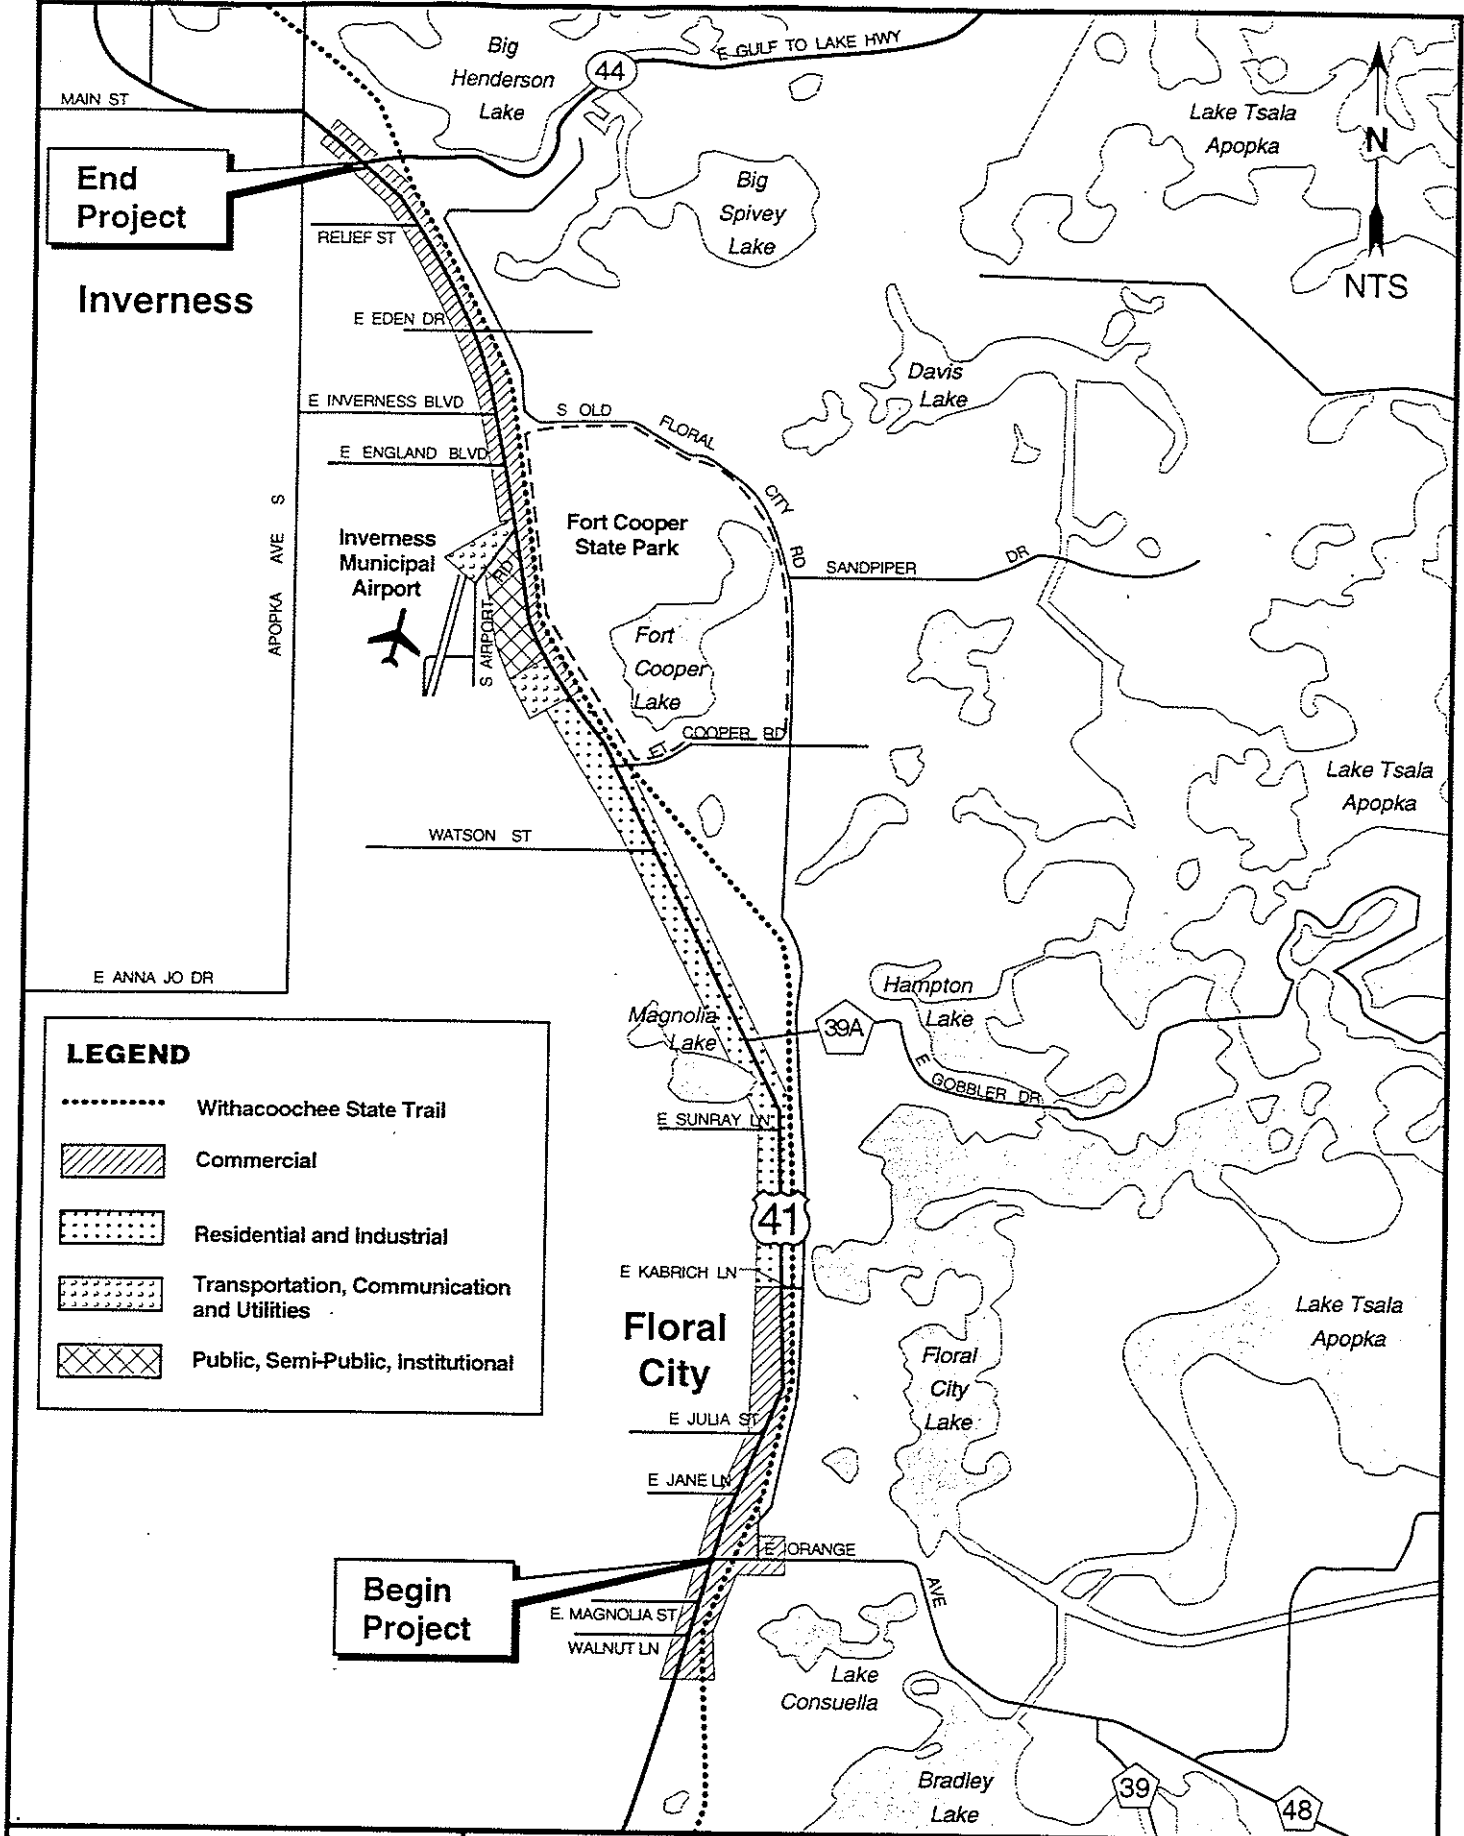 Big
Henderson
Lake
44
E GULF TO LAKE HWY
MAIN ST
Lake Tsala
Apopka
N
NTS
End
Project
Big
Spivey
Lake
RELIEF ST
Inverness
E EDEN DR
Davis
Lake
E INVERNESS BLVD
S OLD
FLORAL
CITY
RD
E ENGLAND BLVD
APOPKA AVE S
Inverness
Municipal
Airport
Fort Cooper
State Park
SANDPIPER
DR
S AIRPORT
RD
Fort
Cooper
Lake
FT
COOPER RD
Lake Tsala
Apopka
WATSON ST
E ANNA JO DR
Hampton
Lake
Magnolia
Lake
39A
E
GOBBLER DR
LEGEND
Withacoochee State Trail
Commercial
Residential and Industrial
Transportation, Communication
and Utilities
Public, Semi-Public, Institutional
E SUNRAY LN
41
E KABRICH LN
Floral
City
Lake Tsala
Apopka
Floral
City
Lake
E JULIA ST
E JANE LN
E ORANGE
AVE
Begin
Project
E. MAGNOLIA ST
WALNUT LN
Lake
Consuella
Bradley
Lake
39
48